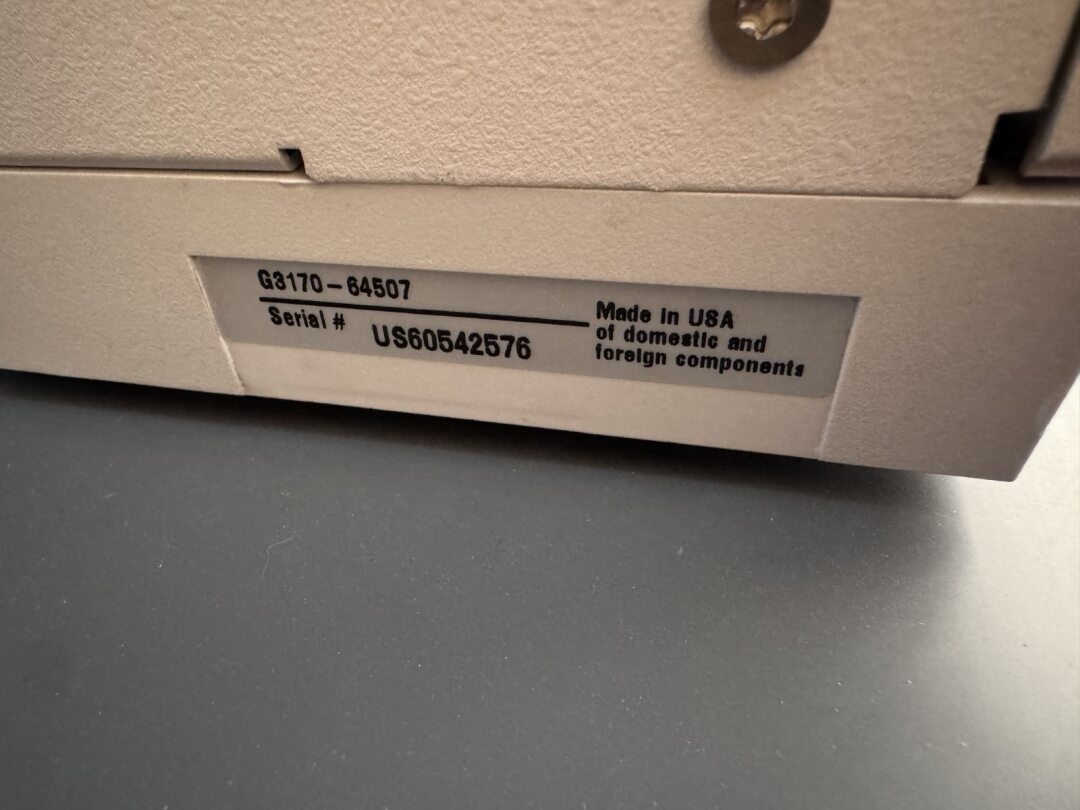 G3170-64507
Serial # US60542576
Made in USA
of domestic and
foreign components